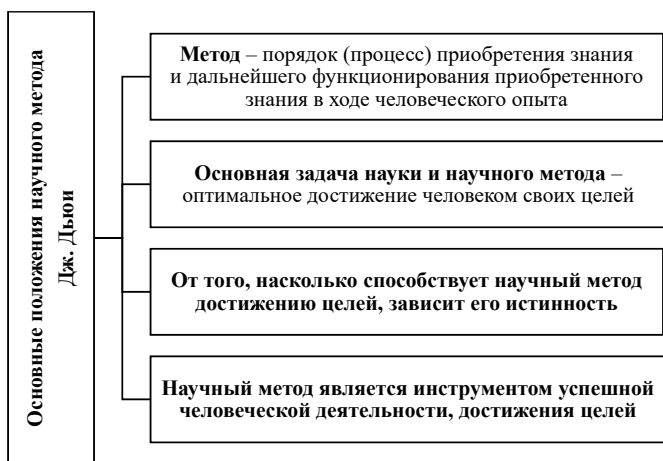 Основные положения научного метода
Дж. Дьюи
Метод – порядок (процесс) приобретения знания
и дальнейшего функционирования приобретенного
знания в ходе человеческого опыта
Основная задача науки и научного метода –
оптимальное достижение человеком своих целей
От того, насколько способствует научный метод
достижению целей, зависит его истинность
Научный метод является инструментом успешной
человеческой деятельности, достижения целей